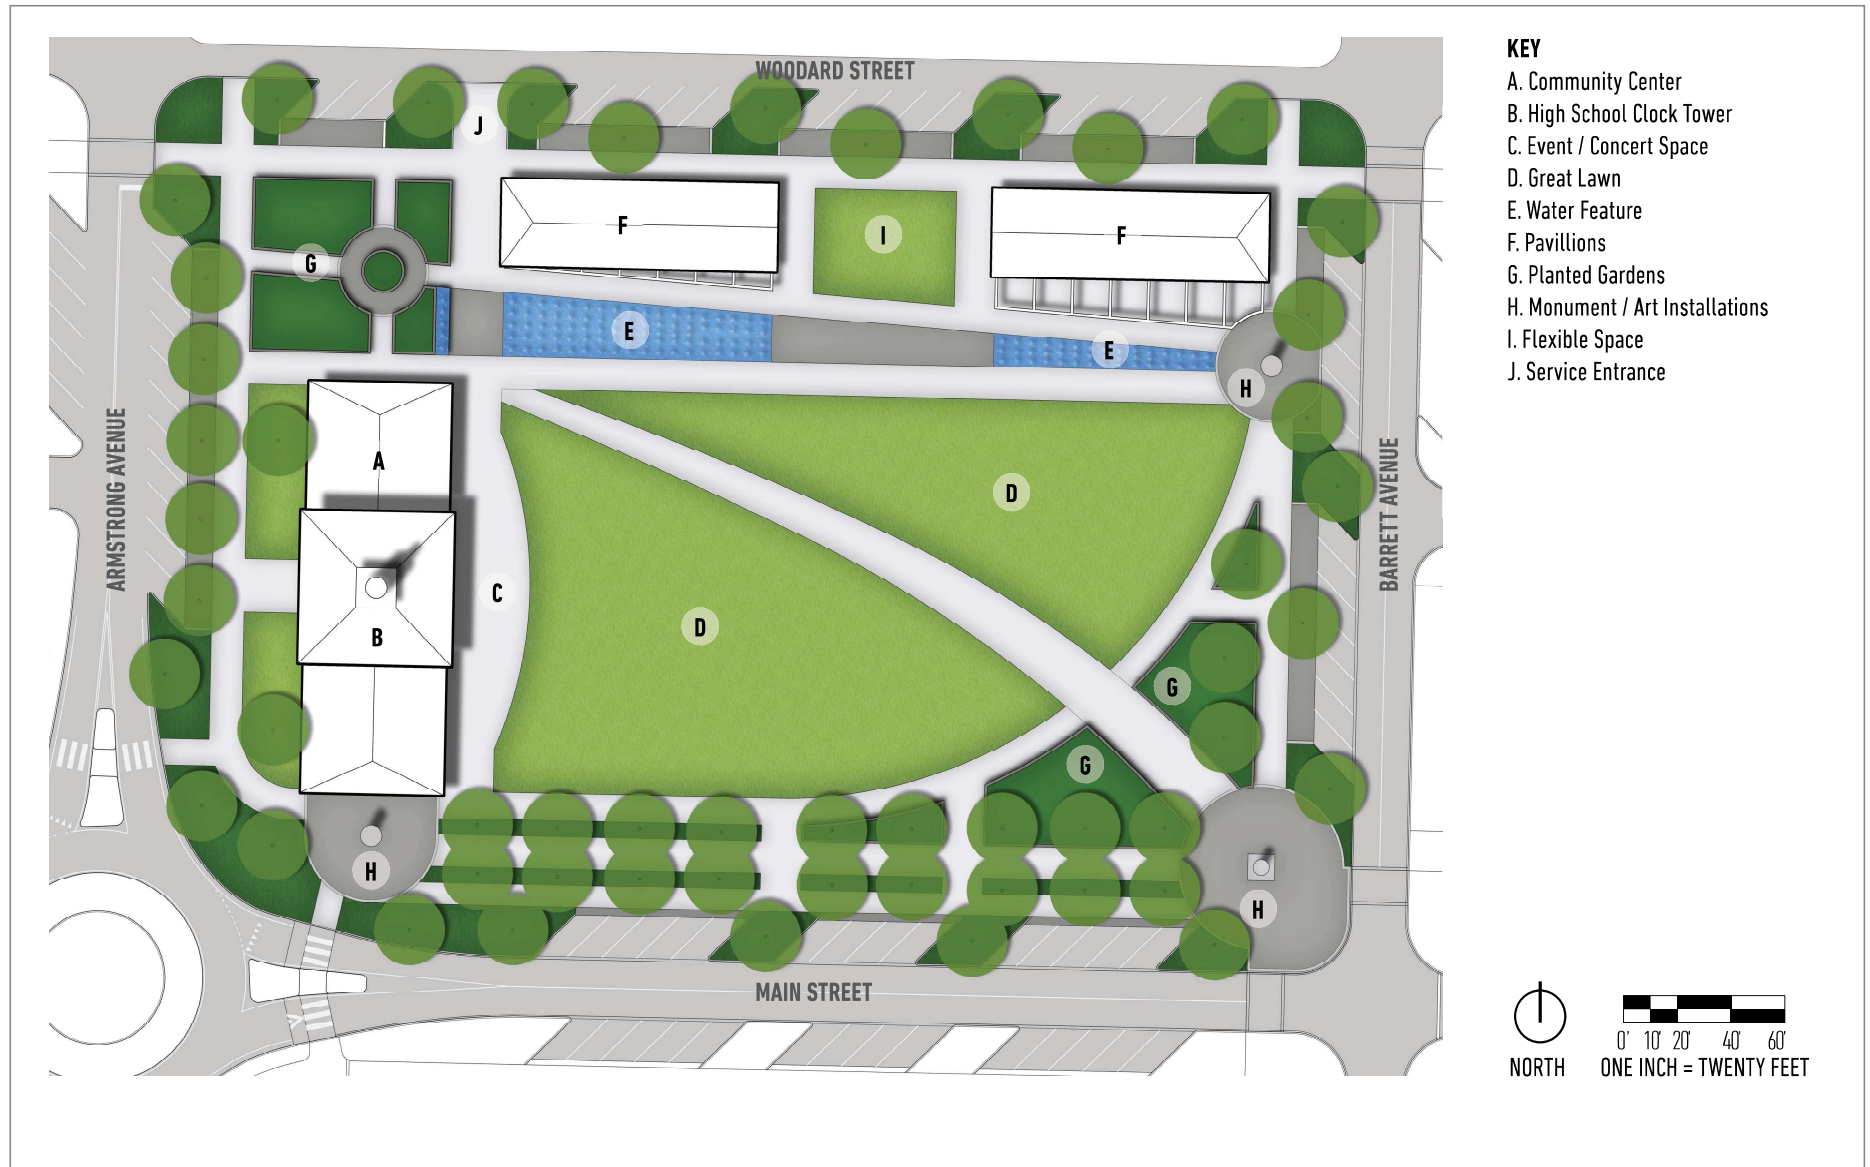 WOODARD STREET
J
F
I
F
G
E
E
H
A
D
ARMSTRONG AVENUE
BARRETT AVENUE
C
B
D
G
G
H
H
MAIN STREET
KEY
A. Community Center
B. High School Clock Tower
C. Event / Concert Space
D. Great Lawn
E. Water Feature
F. Pavillions
G. Planted Gardens
H. Monument / Art Installations
I. Flexible Space
J. Service Entrance
0' 10' 20' 40' 60'
NORTH
ONE INCH = TWENTY FEET